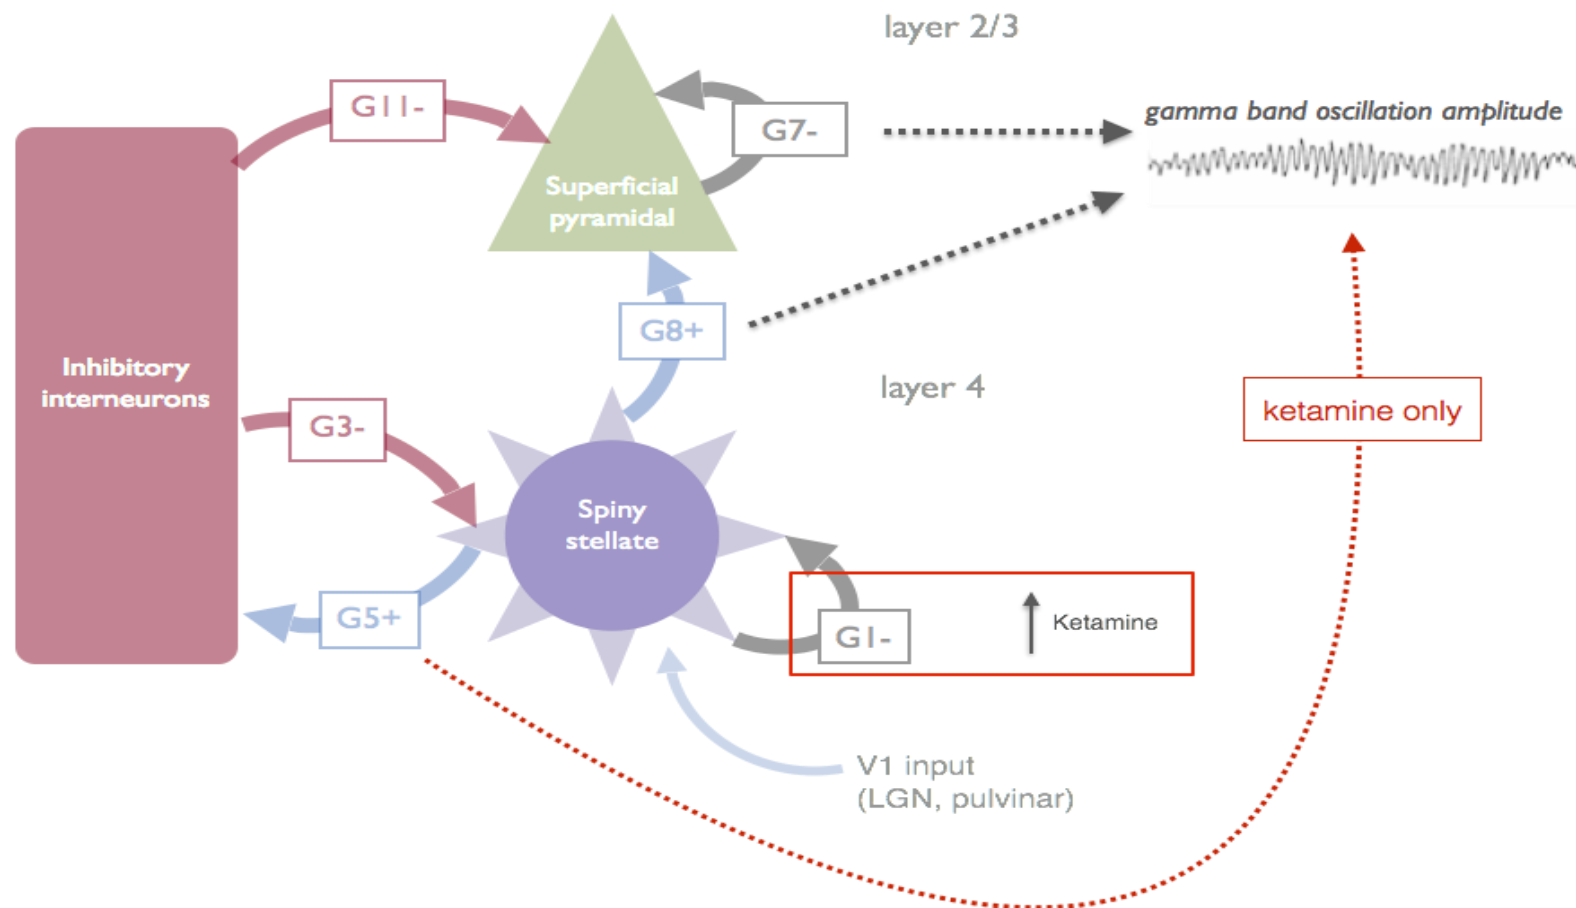 layer 2/3
G11-
G7-
gamma band oscillation amplitude
Superficial
pyramidal
G8+
Inhibitory
interneurons
layer 4
ketamine only
G3-
Spiny
stellate
G5+
G1-
Ketamine
V1 input
(LGN, pulvinar)